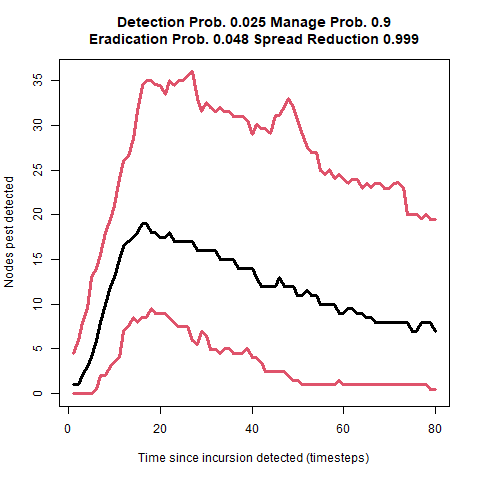 Detection Prob. 0.025 Manage Prob. 0.9
Eradication Prob. 0.048 Spread Reduction 0.999
Nodes pest detected
35
30
25
20
15
10
5
0
0 20 40 60 80
Time since incursion detected (timesteps)